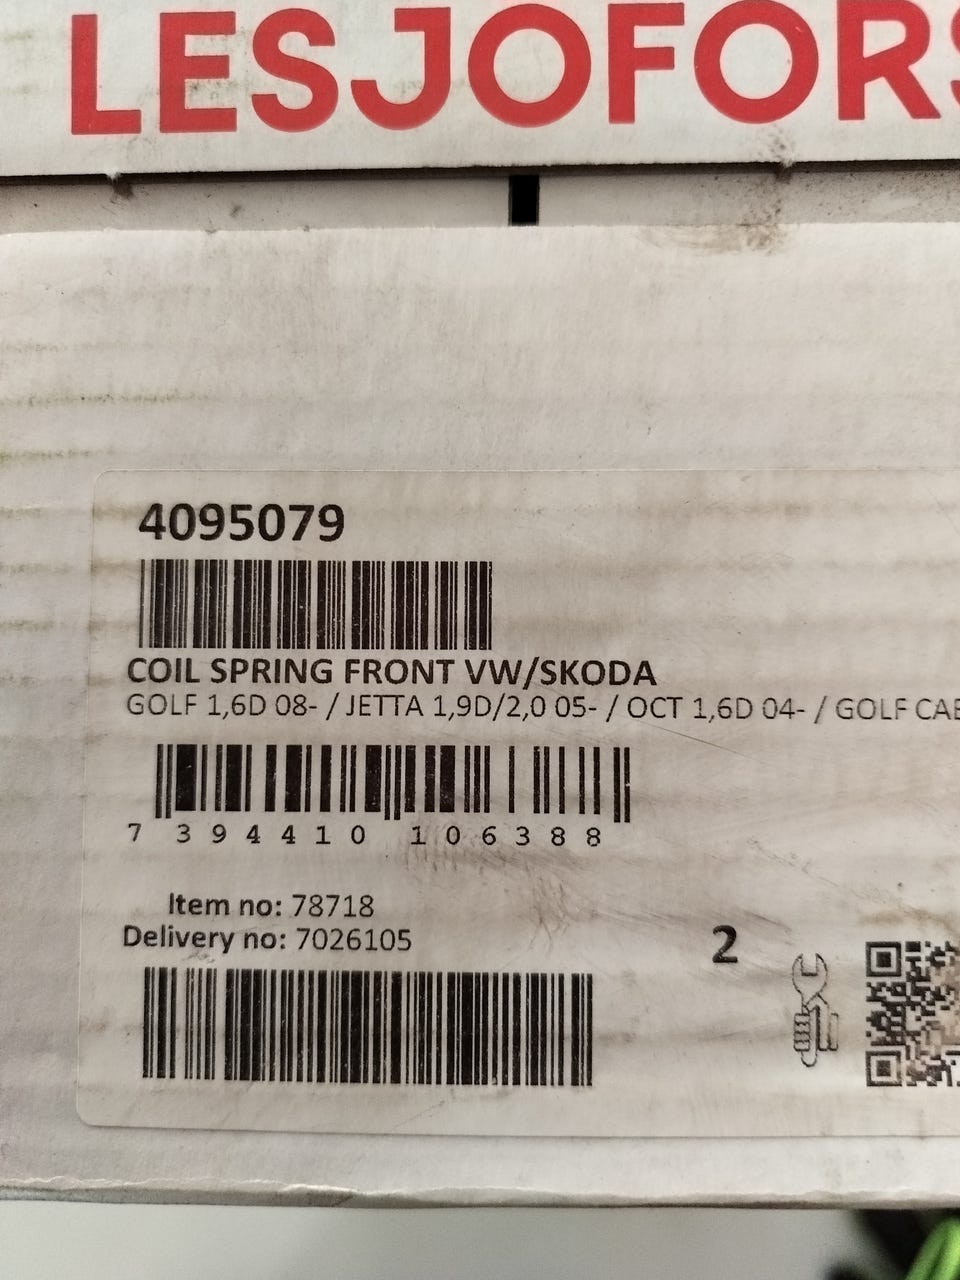 LESJOFORS
4095079
COIL SPRING FRONT VW/SKODA
GOLF 1,6D 08- / JETTA 1,9D/2,0 05- / OCT 1,6D 04- / GOLF
7 394410 106388
Item no: 78718
Delivery no: 7026105
2